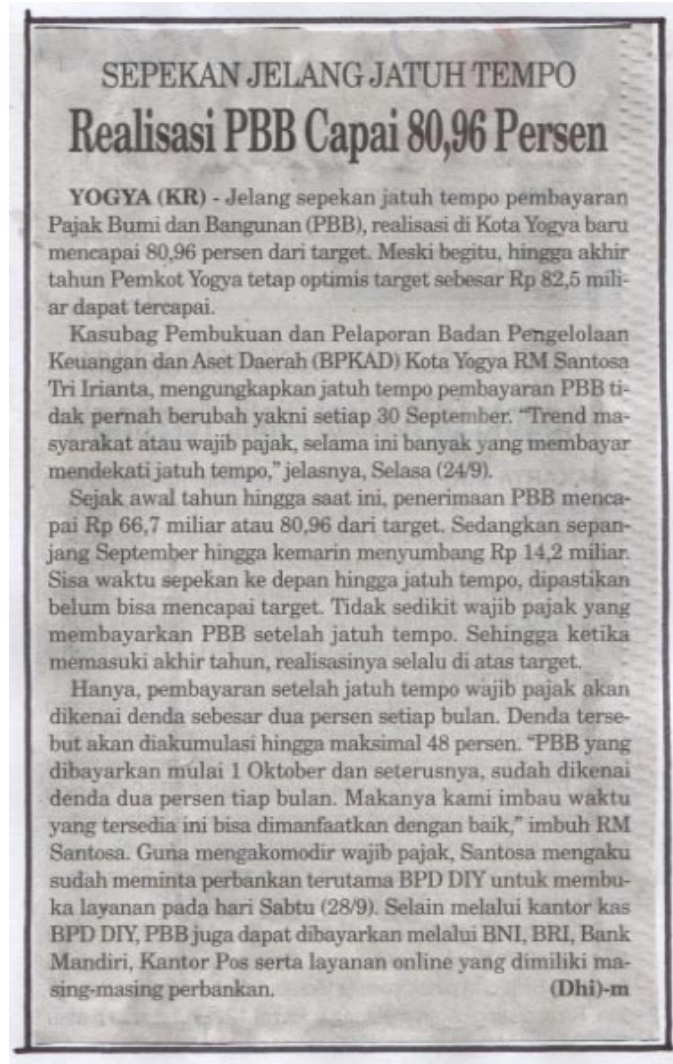 SEPEKAN JELANG JATUH TEMPO
Realisasi PBB Capai 80,96 Persen
YOGYA (KR) - Jelang sepekan jatuh tempo pembayaran
Pajak Bumi dan Bangunan (PBB), realisasi di Kota Yogya baru
mencapai 80,96 persen dari target. Meski begitu, hingga akhir
tahun Pemkot Yogya tetap optimis target sebesar Rp 82,5 mili-
ar dapat tercapai.
Kasubag Pembukuan dan Pelaporan Badan Pengelolaan
Keuangan dan Aset Daerah (BPKAD) Kota Yogya RM Santosa
Tri Irianta, mengungkapkan jatuh tempo pembayaran PBB ti-
dak pernah berubah yakni setiap 30 September. "Trend ma-
syarakat atau wajib pajak, selama ini banyak yang membayar
mendekati jatuh tempo," jelasnya, Selasa (24/9).
Sejak awal tahun hingga saat ini, penerimaan PBB menca-
pai Rp 66,7 miliar atau 80,96 dari target. Sedangkan sepan-
jang September hingga kemarin menyumbang Rp 14,2 miliar.
Sisa waktu sepekan ke depan hingga jatuh tempo, dipastikan
belum bisa mencapai target. Tidak sedikit wajib pajak yang
membayarkan PBB setelah jatuh tempo. Sehingga ketika
memasuki akhir tahun, realisasinya selalu di atas target.
Hanya, pembayaran setelah jatuh tempo wajib pajak akan
dikenai denda sebesar dua persen setiap bulan. Denda terse-
but akan diakumulasi hingga maksimal 48 persen. "PBB yang
dibayarkan mulai 1 Oktober dan seterusnya, sudah dikenai
denda dua persen tiap bulan. Makanya kami imbau waktu
yang tersedia ini bisa dimanfaatkan dengan baik," imbuh RM
Santosa. Guna mengakomodir wajib pajak, Santosa mengaku
sudah meminta perbankan terutama BPD DIY untuk membu-
ka layanan pada hari Sabtu (28/9). Selain melalui kantor kas
BPD DIY, PBB juga dapat dibayarkan melalui BNI, BRI, Bank
Mandiri, Kantor Pos serta layanan online yang dimiliki ma-
sing-masing perbankan. (Dhi)-m